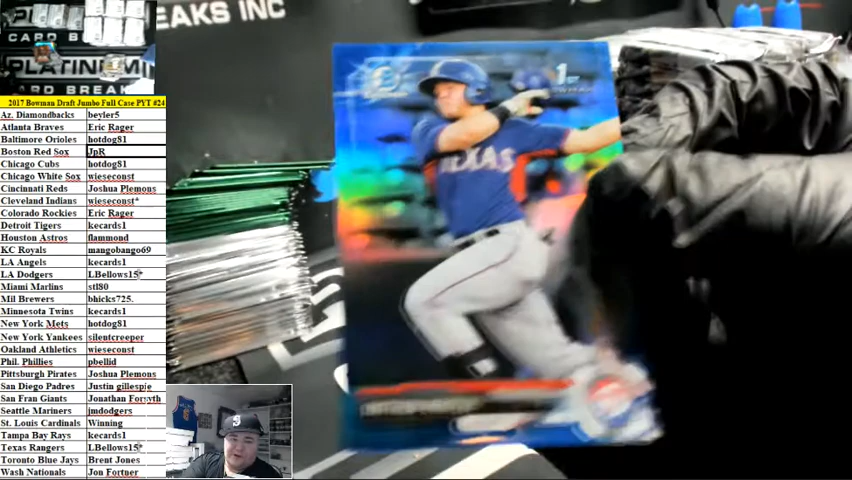 EAKS INC
CARD BREA
PLATINUM
CARD BREAK
2017 Bowman Draft Jumbo Full Case PYT #24
Az. Diamondbacks beyler5
Atlanta Braves Eric Rager
Baltimore Orioles hotdog81
Boston Red Sox JpR
Chicago Cubs hotdog81
Chicago White Sox wieseconst
Cincinnati Reds Joshua Plemons
Cleveland Indians wieseconst*
Colorado Rockies Eric Rager
Detroit Tigers kecards1
Houston Astros flammond
KC Royals mangobango69
LA Angels kecards1
LA Dodgers LBellows15*
Miami Marlins stl80
Mil Brewers bhicks725.
Minnesota Twins kecards1
New York Mets hotdog81
New York Yankees silentcreeper
Oakland Athletics wieseconst
Phil. Phillies pbellid
Pittsburgh Pirates Joshua Plemons
San Diego Padres Justin gillespie
San Fran Giants Jonathan Forsyth
Seattle Mariners jmdodgers
St. Louis Cardinals Winning
Tampa Bay Rays kecards1
Texas Rangers LBellows15*
Toronto Blue Jays Brent Jones
Wash Nationals Jon Fortner
1ST
TEXAS